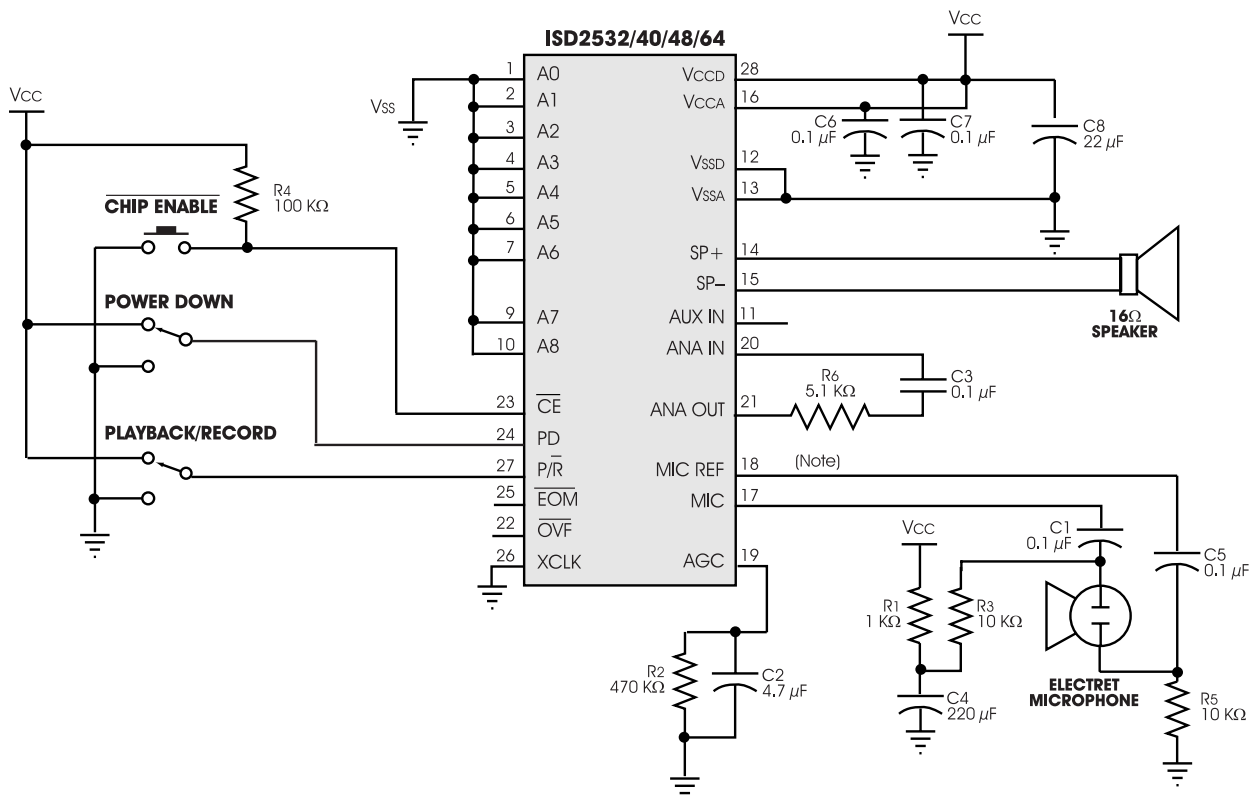 ISD2532/40/48/64
VCC
VCC
VSS
1 A0
2 A1
3 A2
4 A3
5 A4
6 A5
7 A6
9 A7
10 A8
23 CE
24 PD
27 P/R
25 EOM
22 OVF
26 XCLK
VCCD 28
VCCA 16
VSSD 12
VSSA 13
SP+ 14
SP– 15
AUX IN 11
ANA IN 20
ANA OUT 21
MIC REF 18
MIC 17
AGC 19
R4
100 KΩ
CHIP ENABLE
POWER DOWN
PLAYBACK/RECORD
C6
0.1 µF
C7
0.1 µF
C8
22 µF
16Ω
SPEAKER
R6
5.1 KΩ
C3
0.1 µF
(Note)
VCC
C1
0.1 µF
C5
0.1 µF
R1
1 KΩ
R3
10 KΩ
R2
470 KΩ
C2
4.7 µF
C4
220 µF
ELECTRET
MICROPHONE
R5
10 KΩ